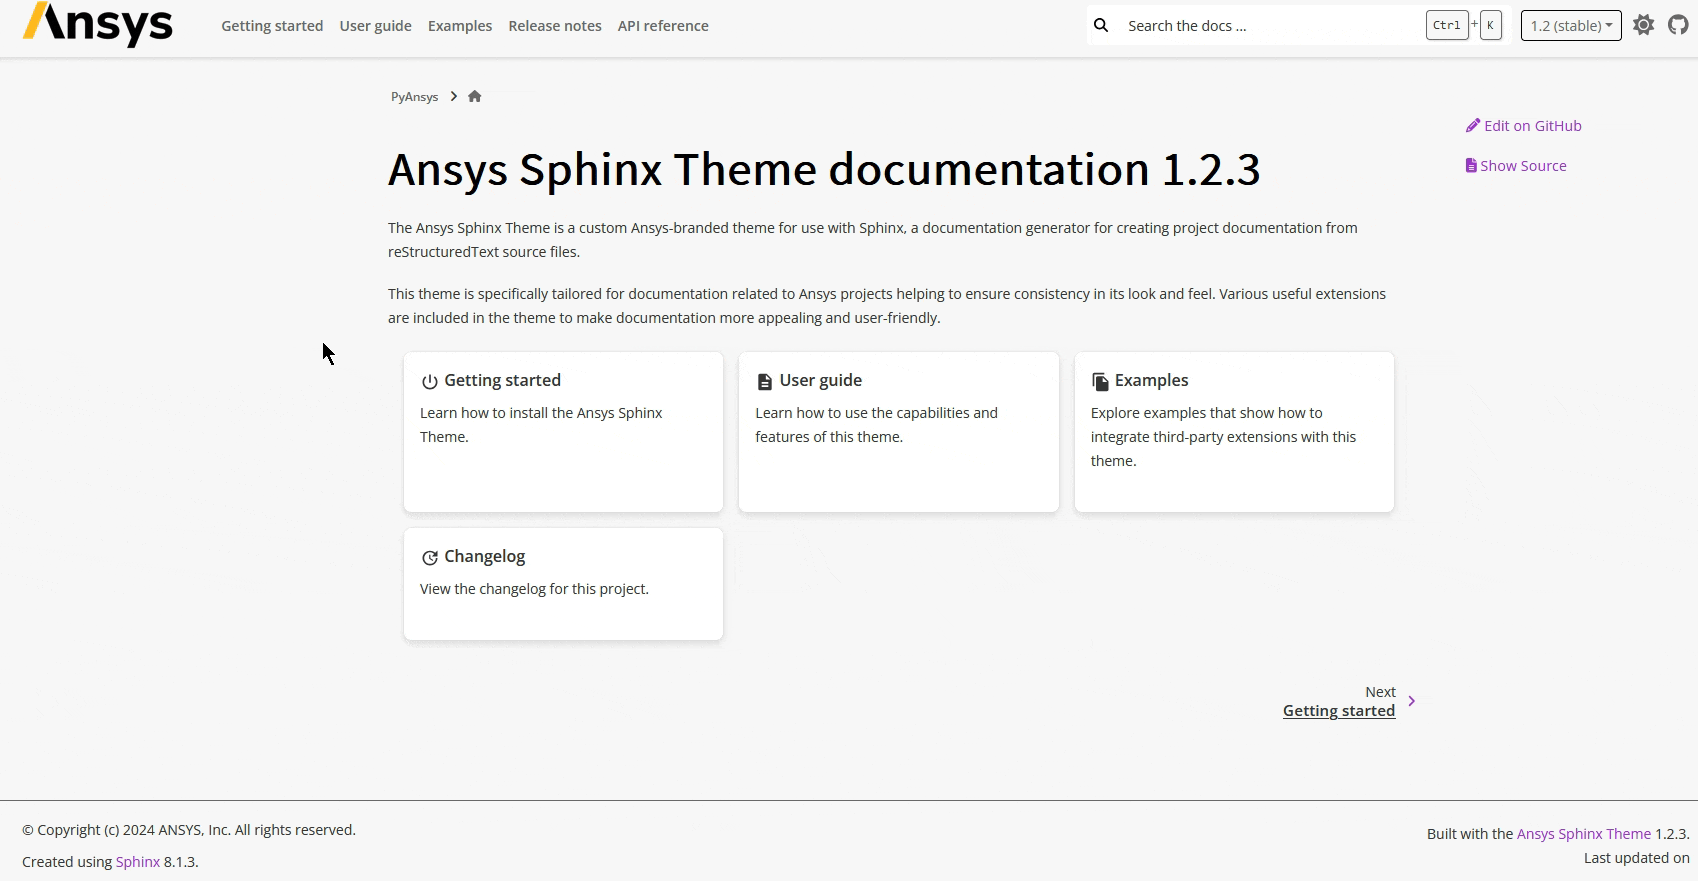 Ansys
Getting started User guide Examples Release notes API reference
Search the docs ... Ctrl + K
1.2 (stable)
PyAnsys
Edit on GitHub
Show Source
Ansys Sphinx Theme documentation 1.2.3
The Ansys Sphinx Theme is a custom Ansys-branded theme for use with Sphinx, a documentation generator for creating project documentation from
reStructuredText source files.
This theme is specifically tailored for documentation related to Ansys projects helping to ensure consistency in its look and feel. Various useful extensions
are included in the theme to make documentation more appealing and user-friendly.
Getting started
Learn how to install the Ansys Sphinx
Theme.
User guide
Learn how to use the capabilities and
features of this theme.
Examples
Explore examples that show how to
integrate third-party extensions with this
theme.
Changelog
View the changelog for this project.
Next
Getting started
© Copyright (c) 2024 ANSYS, Inc. All rights reserved.
Created using Sphinx 8.1.3.
Built with the Ansys Sphinx Theme 1.2.3.
Last updated on